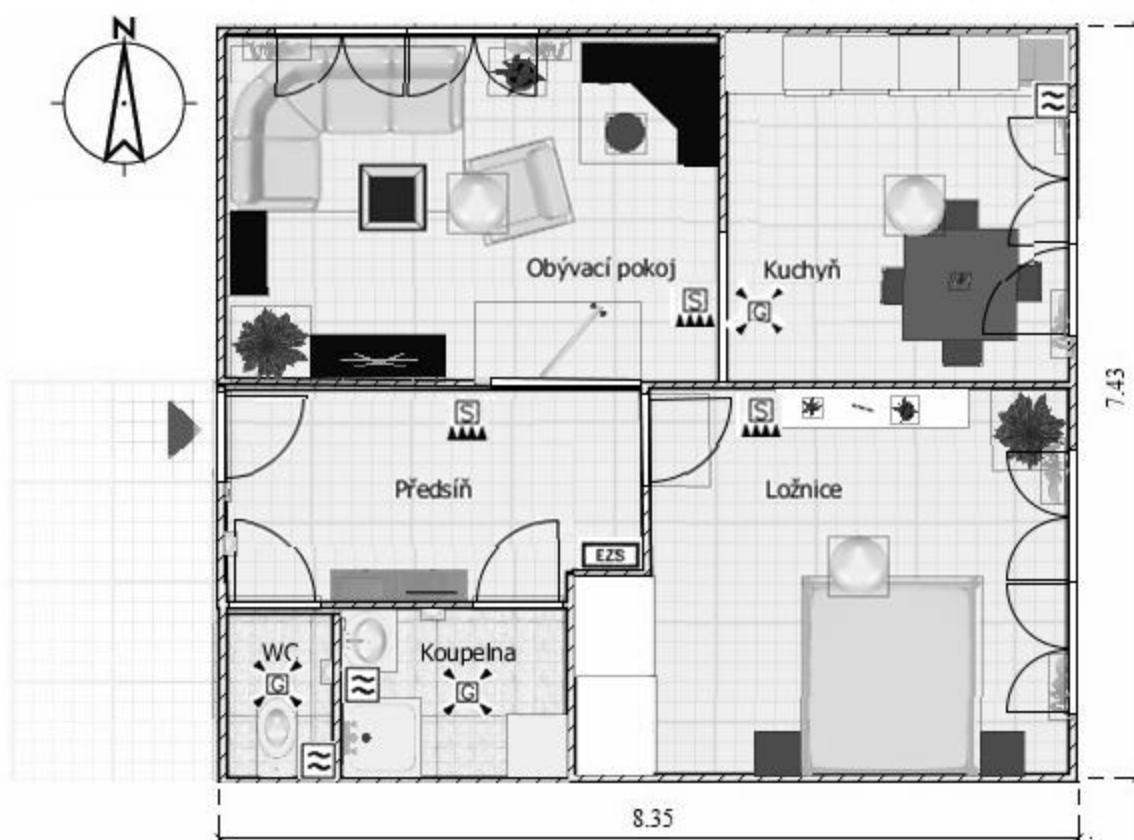 N
Obývací pokoj
Kuchyň
S
G
7.43
S
S
Předsíň
Ložnice
EZS
WC
Koupelna
G
G
8.35